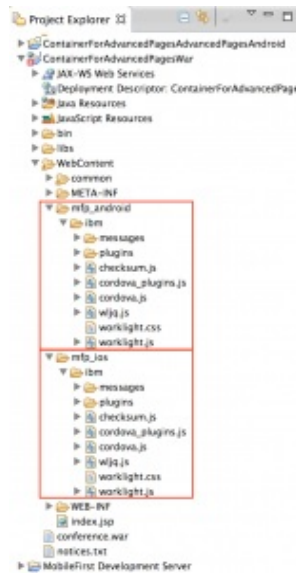 Project Explorer
ContainerForAdvancedPagesAdvancedPagesAndroid
ContainerForAdvancedPagesWar
JAX-WS Web Services
Deployment Descriptor: ContainerForAdvancedPage
Java Resources
JavaScript Resources
bin
libs
WebContent
common
META-INF
mfp_android
ibm
messages
plugins
checksum.js
cordova_plugins.js
cordova.js
wljq.js
worklight.css
worklight.js
mfp_ios
ibm
messages
plugins
checksum.js
cordova_plugins.js
cordova.js
wljq.js
worklight.css
worklight.js
WEB-INF
index.jsp
conference.war
notices.txt
MobileFirst Development Server